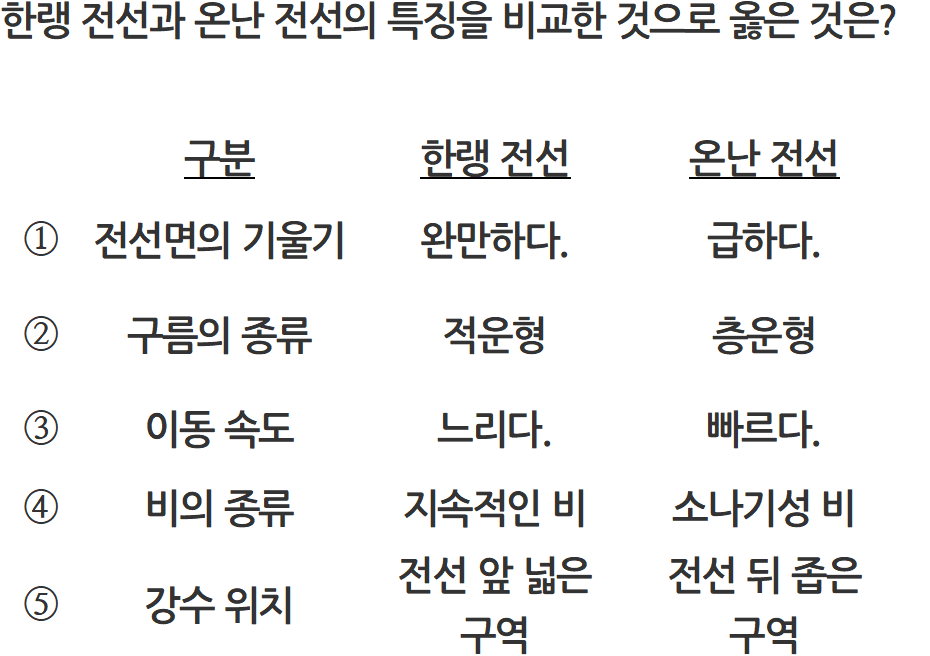 한랭 전선과 온난 전선의 특징을 비교한 것으로 옳은 것은?
구분 한랭 전선 온난 전선
① 전선면의 기울기 완만하다. 급하다.
② 구름의 종류 적운형 층운형
③ 이동 속도 느리다. 빠르다.
④ 비의 종류 지속적인 비 소나기성 비
⑤ 강수 위치 전선 앞 넓은 구역 전선 뒤 좁은 구역